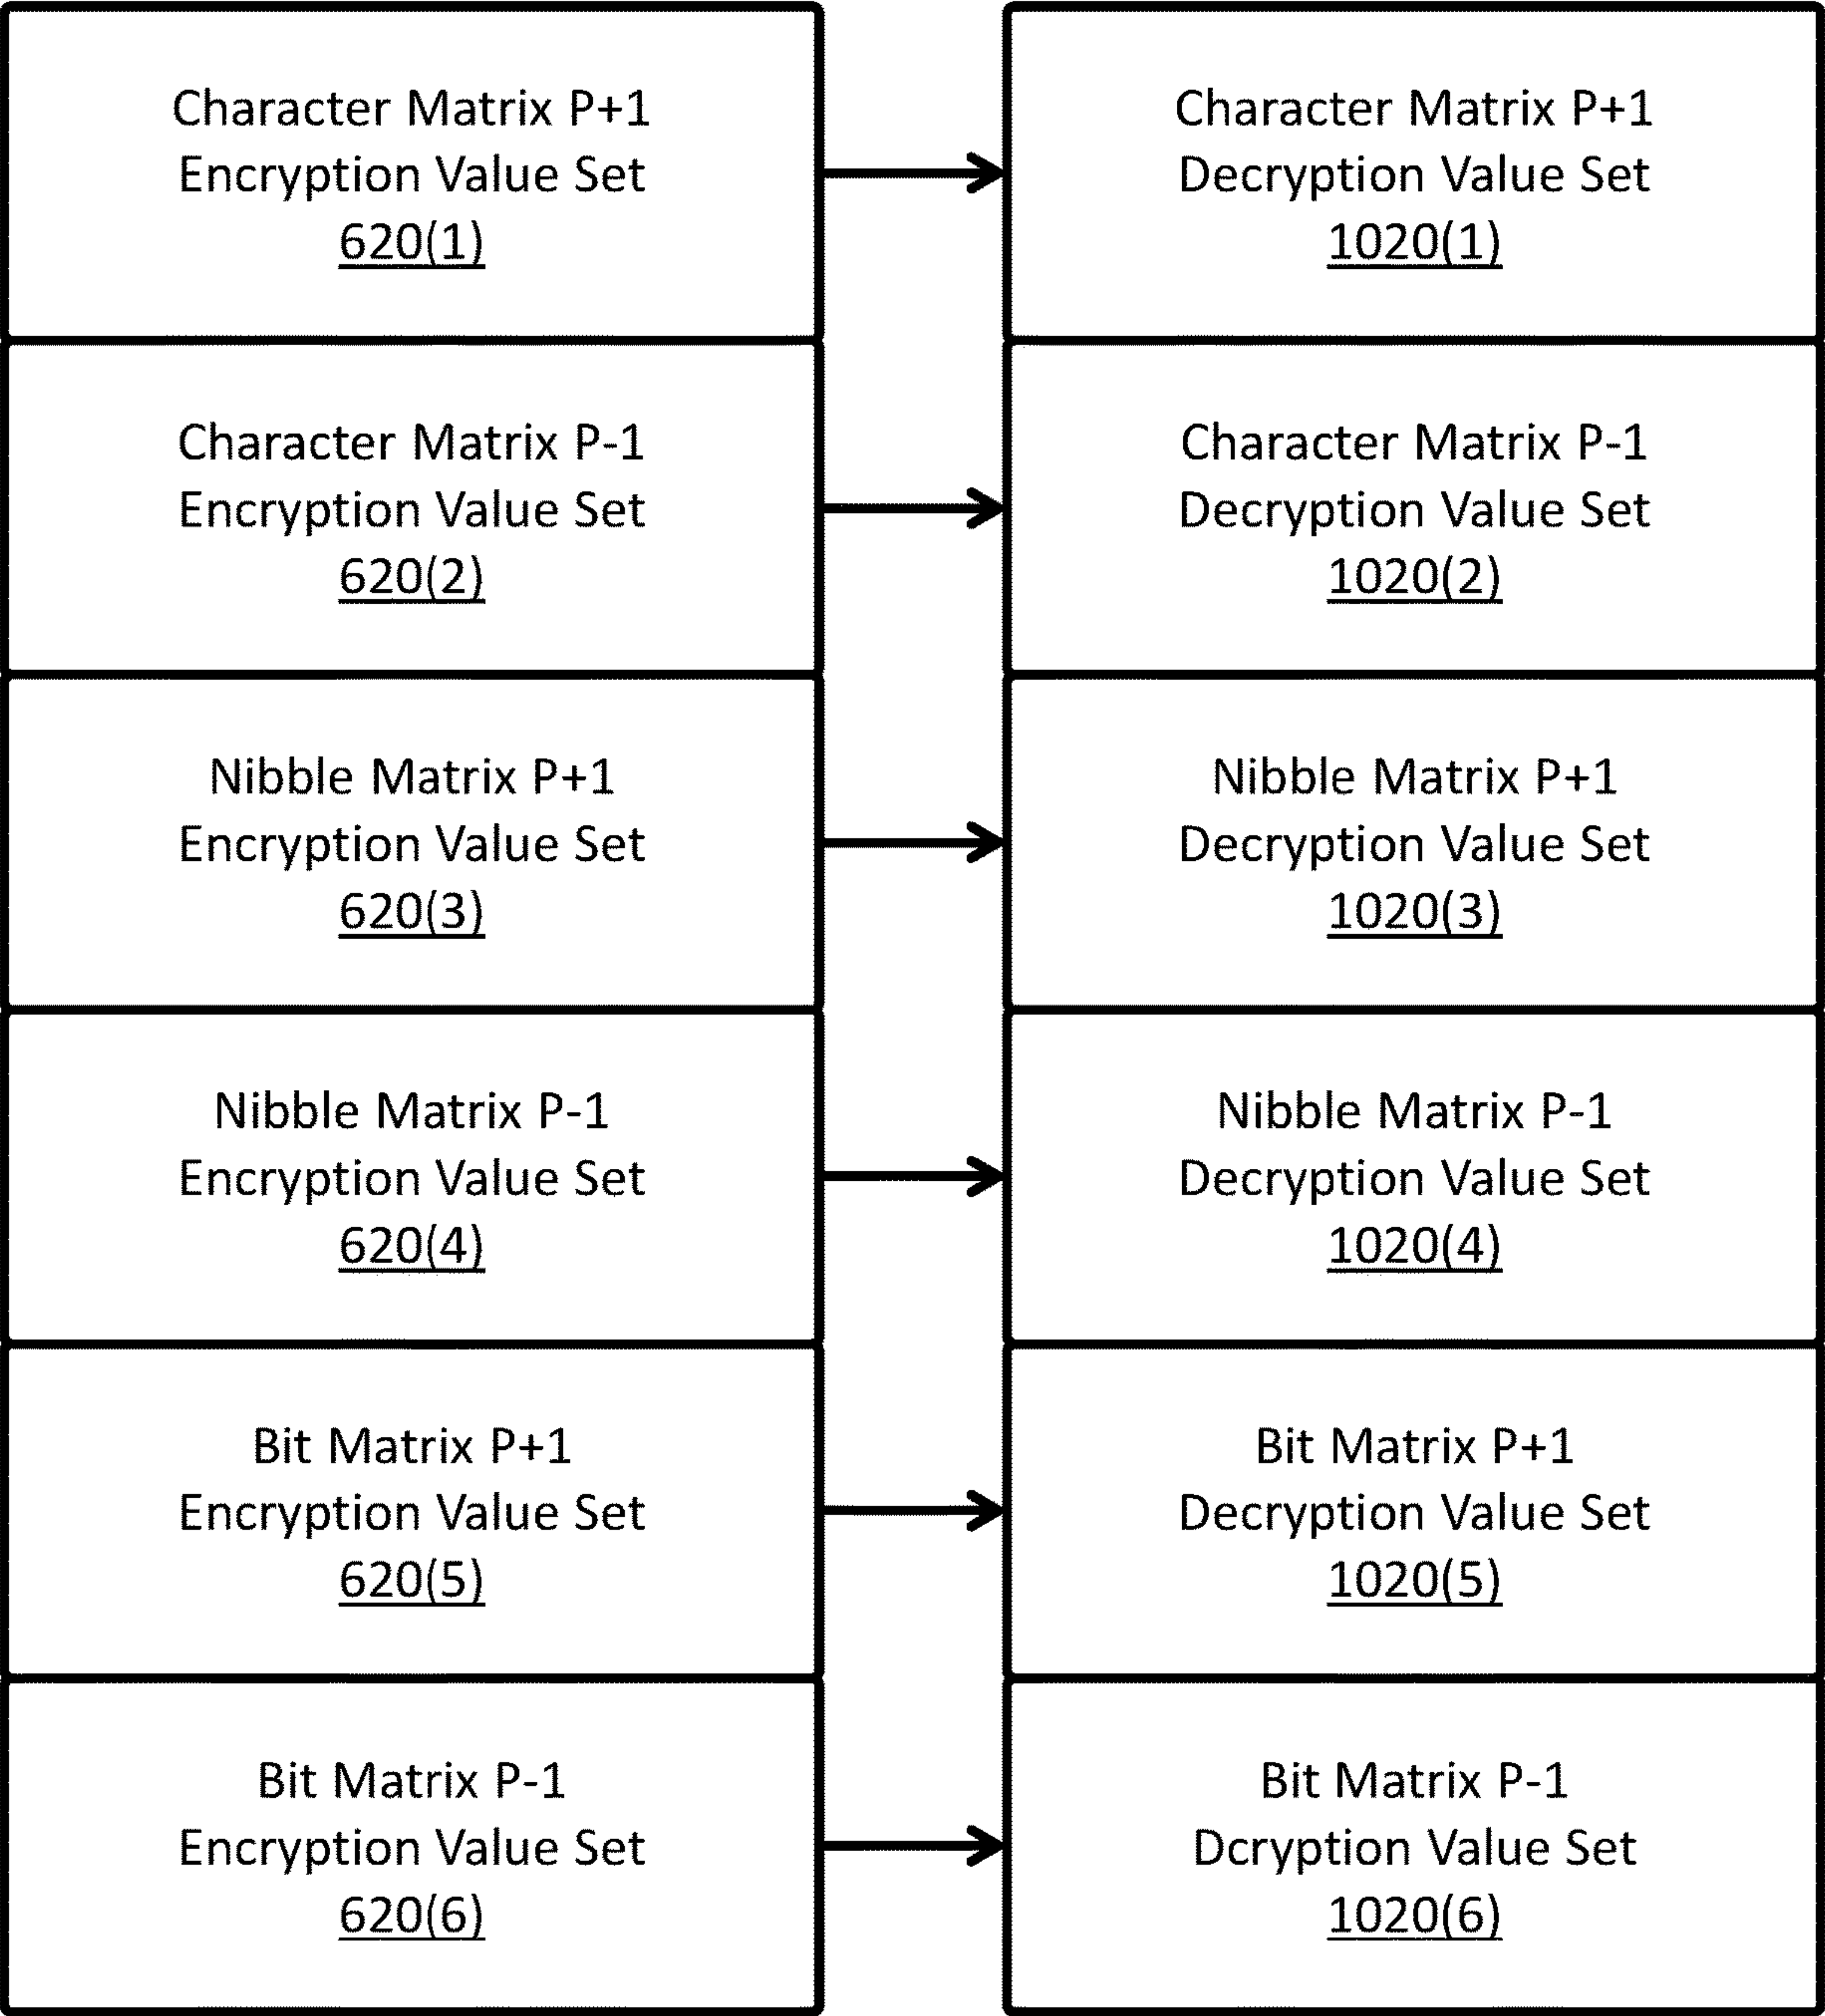 Character Matrix P+1
Encryption Value Set
620(1)
Character Matrix P+1
Decryption Value Set
1020(1)
Character Matrix P-1
Encryption Value Set
620(2)
Character Matrix P-1
Decryption Value Set
1020(2)
Nibble Matrix P+1
Encryption Value Set
620(3)
Nibble Matrix P+1
Decryption Value Set
1020(3)
Nibble Matrix P-1
Encryption Value Set
620(4)
Nibble Matrix P-1
Decryption Value Set
1020(4)
Bit Matrix P+1
Encryption Value Set
620(5)
Bit Matrix P+1
Decryption Value Set
1020(5)
Bit Matrix P-1
Encryption Value Set
620(6)
Bit Matrix P-1
Dcryption Value Set
1020(6)